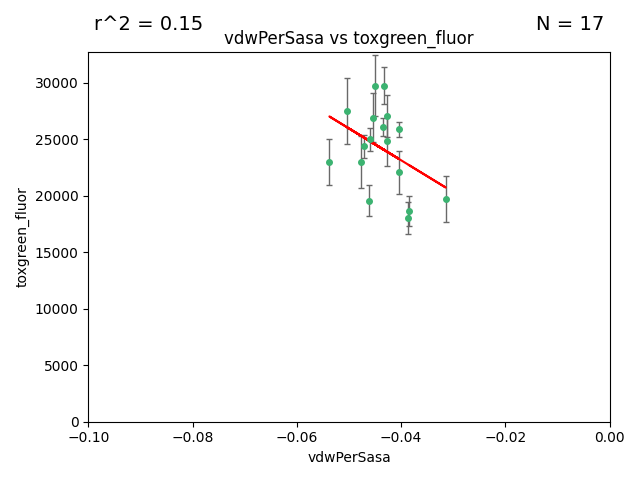 r^2 = 0.15
N = 17
vdwPerSasa vs toxgreen_fluor
toxgreen_fluor
30000
25000
20000
15000
10000
5000
0
−0.10
−0.08
−0.06
−0.04
−0.02
0.00
vdwPerSasa